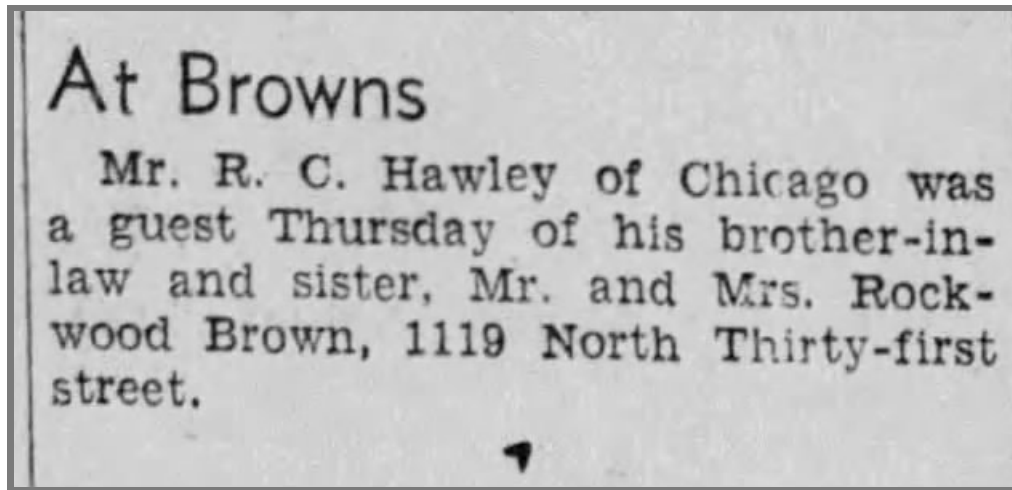 At Browns
Mr. R. C. Hawley of Chicago was
a guest Thursday of his brother-in-
law and sister, Mr. and Mrs. Rock-
wood Brown, 1119 North Thirty-first
street.